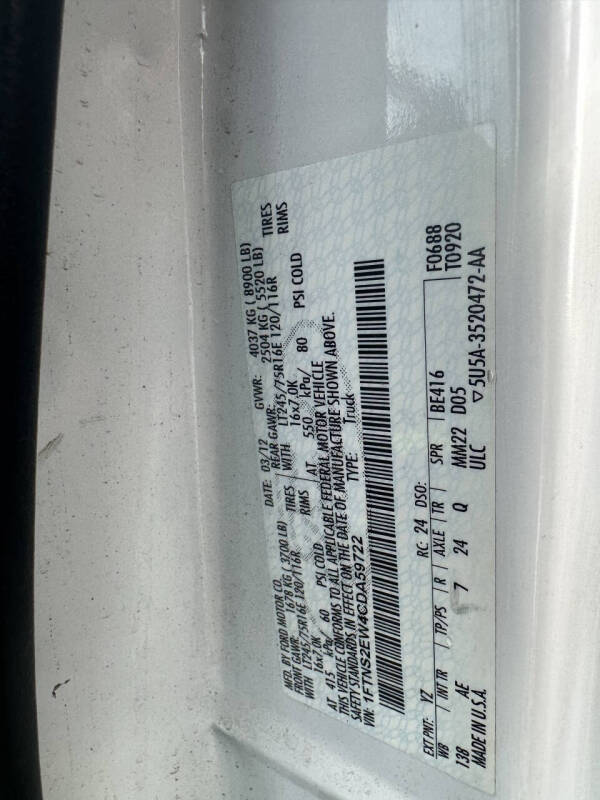 MFD. BY FORD MOTOR CO.
DATE: 03/12 GVWR: 4037 KG ( 8900 LB)
FRONT GAWR: 1678 KG ( 3700 LB) REAR GAWR: 2504 KG ( 5520 LB)
WITH LT245/75R16E 120/116R TIRES WITH LT245/75R16E 120/116R TIRES
16x7.0K RIMS 16x7.0K RIMS
AT 415 kPa/ 60 PSI COLD AT 550 kPa/ 80 PSI COLD
THIS VEHICLE CONFORMS TO ALL APPLICABLE FEDERAL MOTOR VEHICLE
SAFETY STANDARDS IN EFFECT ON THE DATE OF MANUFACTURE SHOWN ABOVE.
VIN: 1FTNS2EW4CDA59722 TYPE: Truck
EXT PNT: YZ RC: 24 DSO: F0688
WB | INT TR | TP/PS | R | AXLE | TR | SPR BE416 T0920
138 AE 7 24 Q MM22 D05
MADE IN U.S.A. ULC ▽5U5A-3520472-AA